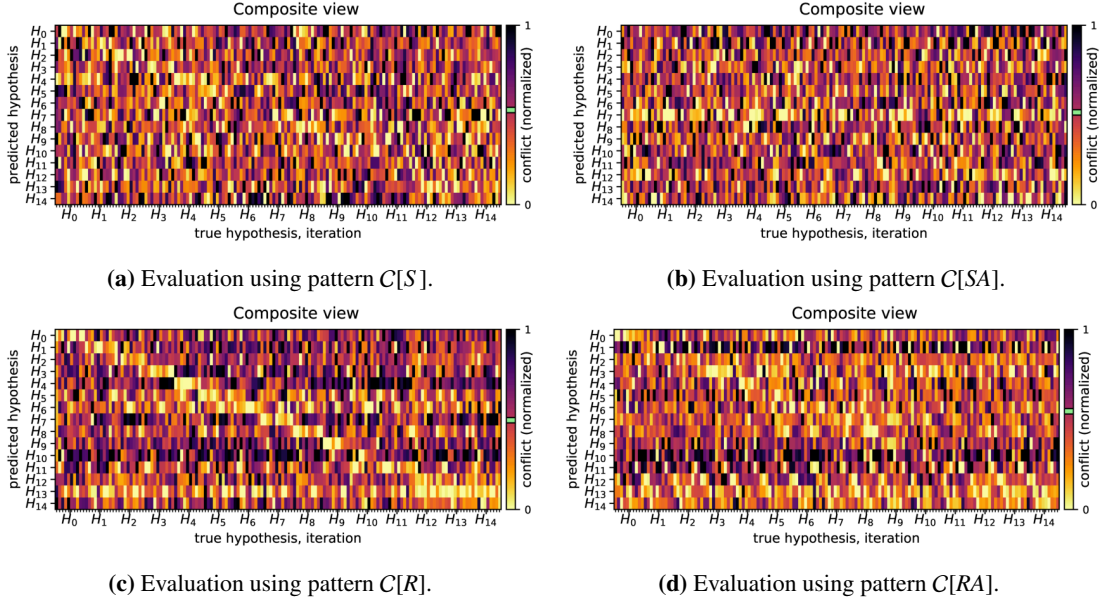 Composite view
predicted hypothesis
H0
H1
H2
H3
H4
H5
H6
H7
H8
H9
H10
H11
H12
H13
H14
H0 H1 H2 H3 H4 H5 H6 H7 H8 H9 H10 H11 H12 H13 H14
true hypothesis, iteration
1
conflict (normalized)
0
(a) Evaluation using pattern C[S].
Composite view
predicted hypothesis
H0
H1
H2
H3
H4
H5
H6
H7
H8
H9
H10
H11
H12
H13
H14
H0 H1 H2 H3 H4 H5 H6 H7 H8 H9 H10 H11 H12 H13 H14
true hypothesis, iteration
1
conflict (normalized)
0
(b) Evaluation using pattern C[SA].
Composite view
predicted hypothesis
H0
H1
H2
H3
H4
H5
H6
H7
H8
H9
H10
H11
H12
H13
H14
H0 H1 H2 H3 H4 H5 H6 H7 H8 H9 H10 H11 H12 H13 H14
true hypothesis, iteration
1
conflict (normalized)
0
(c) Evaluation using pattern C[R].
Composite view
predicted hypothesis
H0
H1
H2
H3
H4
H5
H6
H7
H8
H9
H10
H11
H12
H13
H14
H0 H1 H2 H3 H4 H5 H6 H7 H8 H9 H10 H11 H12 H13 H14
true hypothesis, iteration
1
conflict (normalized)
0
(d) Evaluation using pattern C[RA].